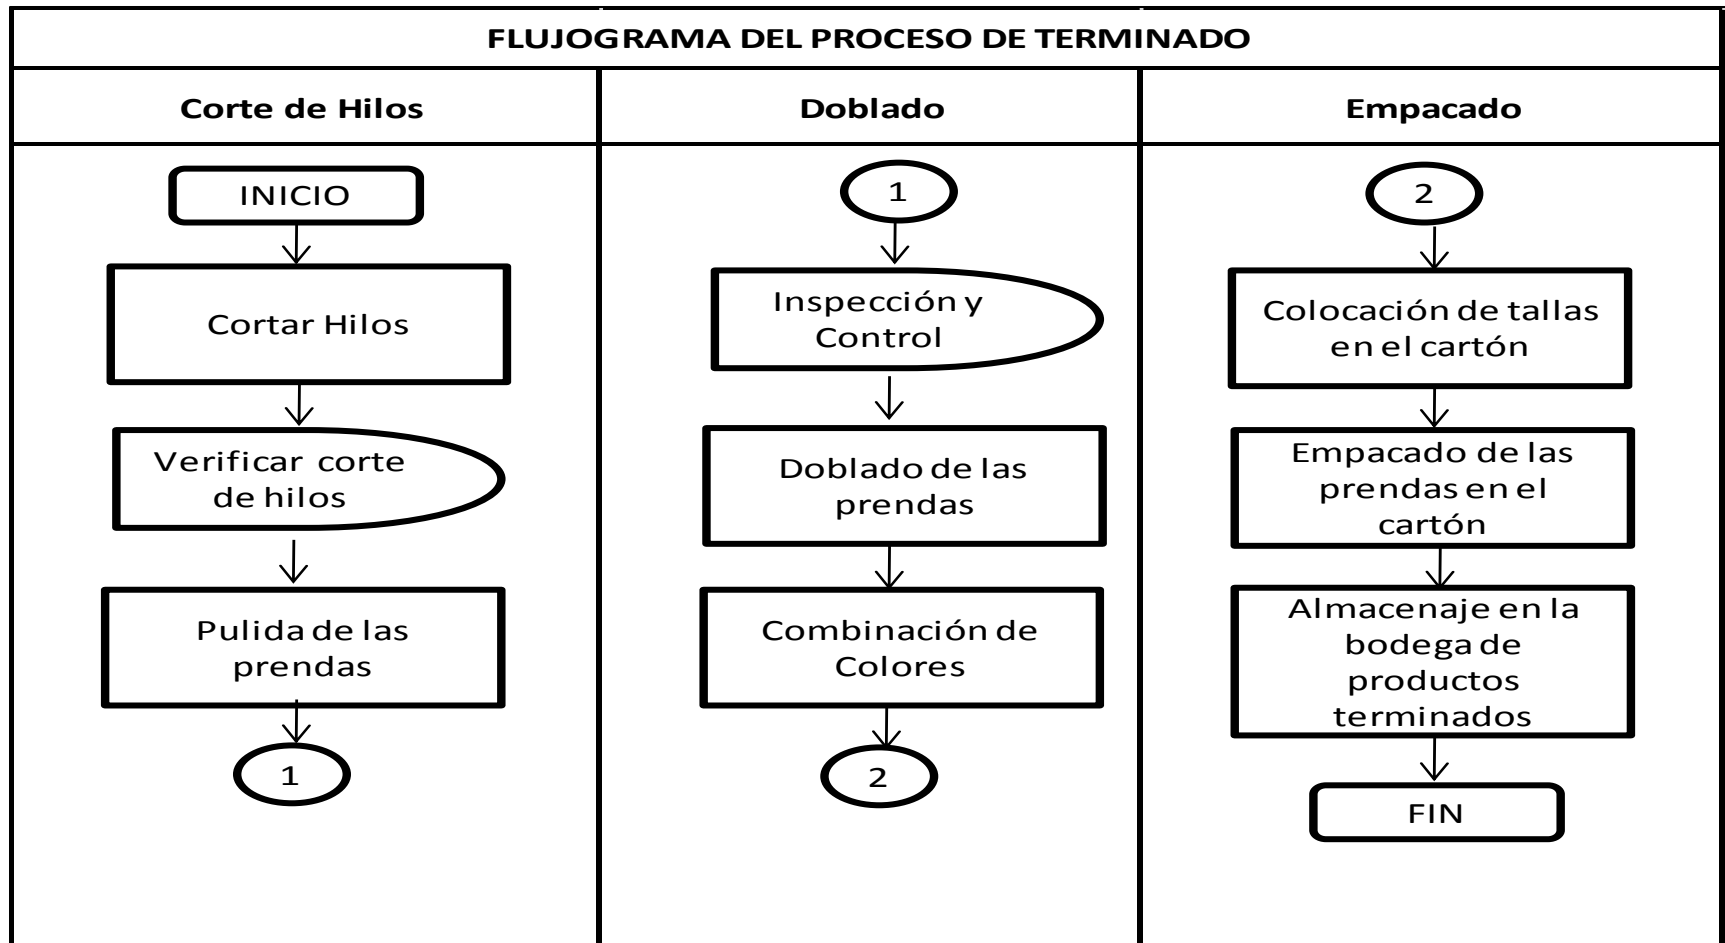 FLUJOGRAMA DEL PROCESO DE TERMINADO
Corte de Hilos
Doblado
Empacado
INICIO
Cortar Hilos
Verificar corte
de hilos
Pulida de las
prendas
1
1
Inspección y
Control
Doblado de las
prendas
Combinación de
Colores
2
2
Colocación de tallas
en el cartón
Empacado de las
prendas en el
cartón
Almacenaje en la
bodega de
productos
terminados
FIN